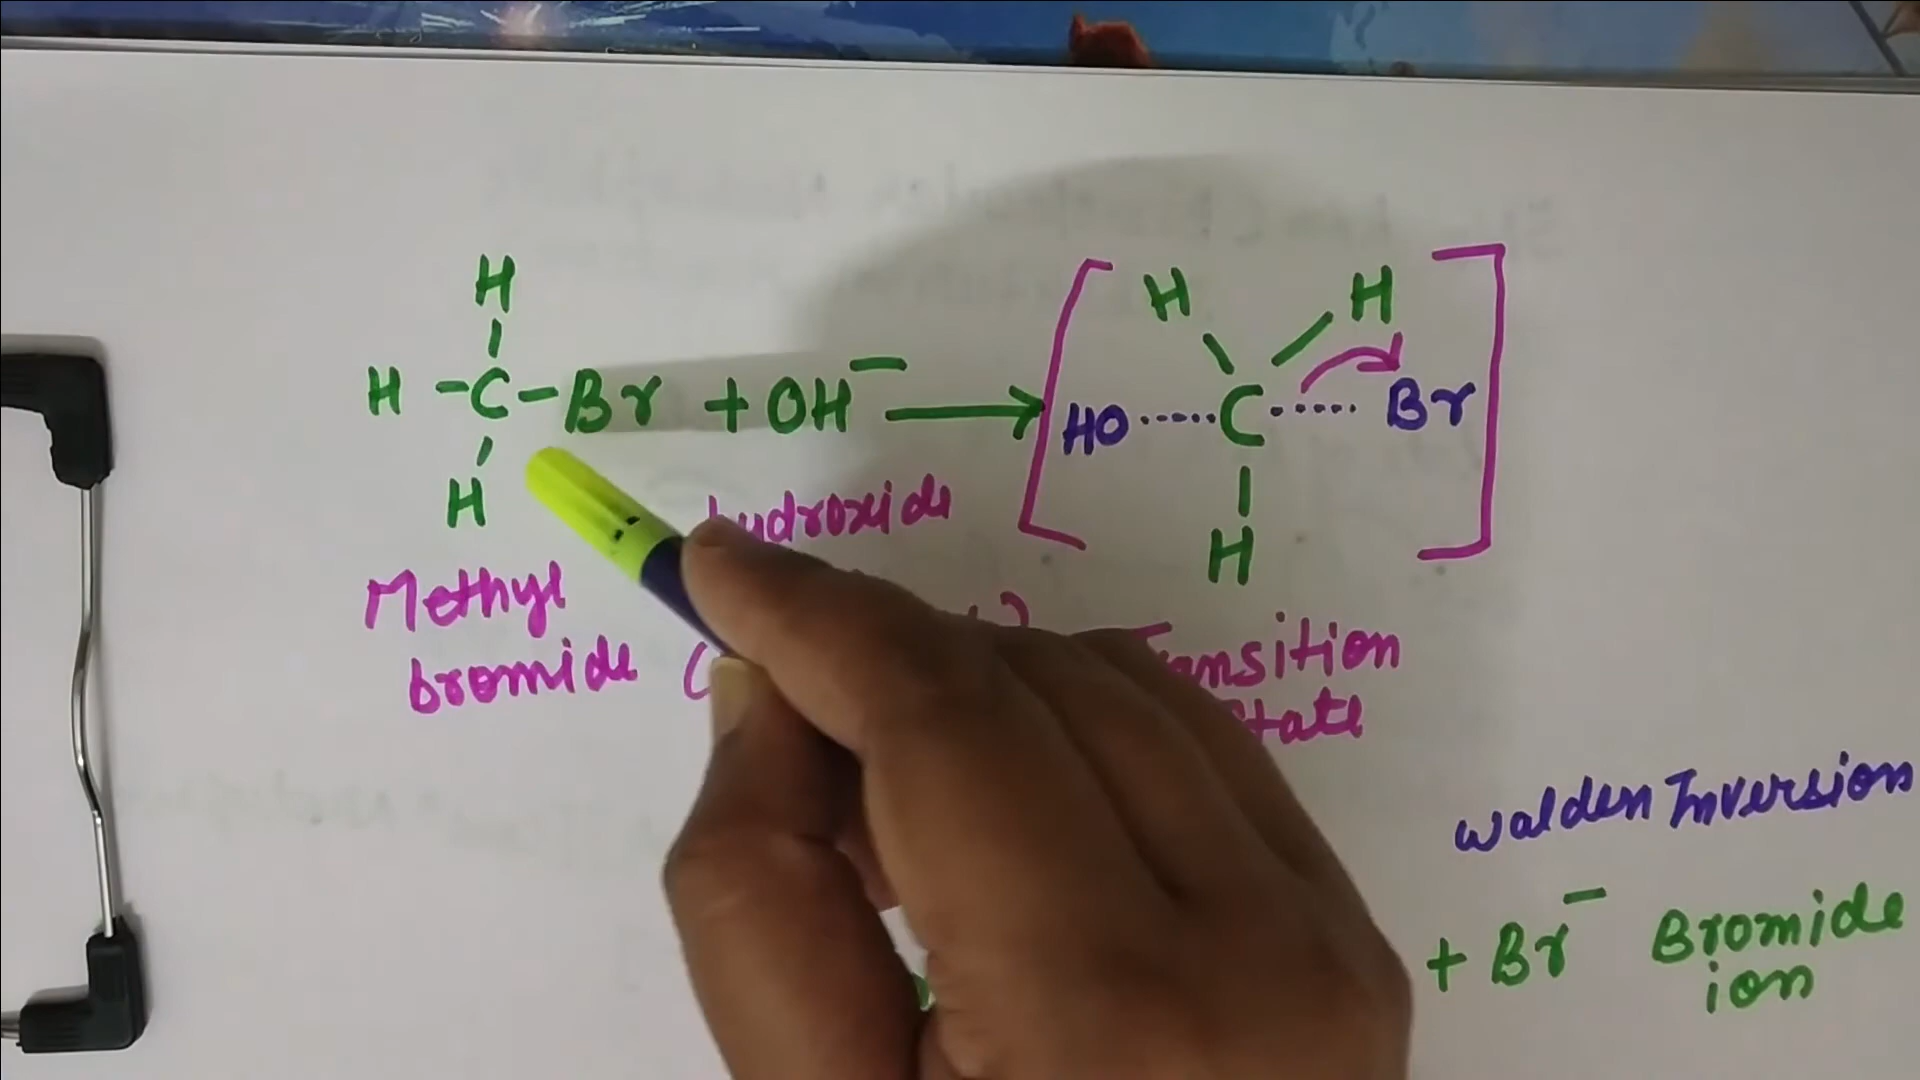 H
H -C-Br + OH⁻ → [ HO.....C.....Br ]
H H
H
H
hydroxide
Methyl
bromide (
Transition
State
Walden Inversion
+ Br⁻ Bromide
ion